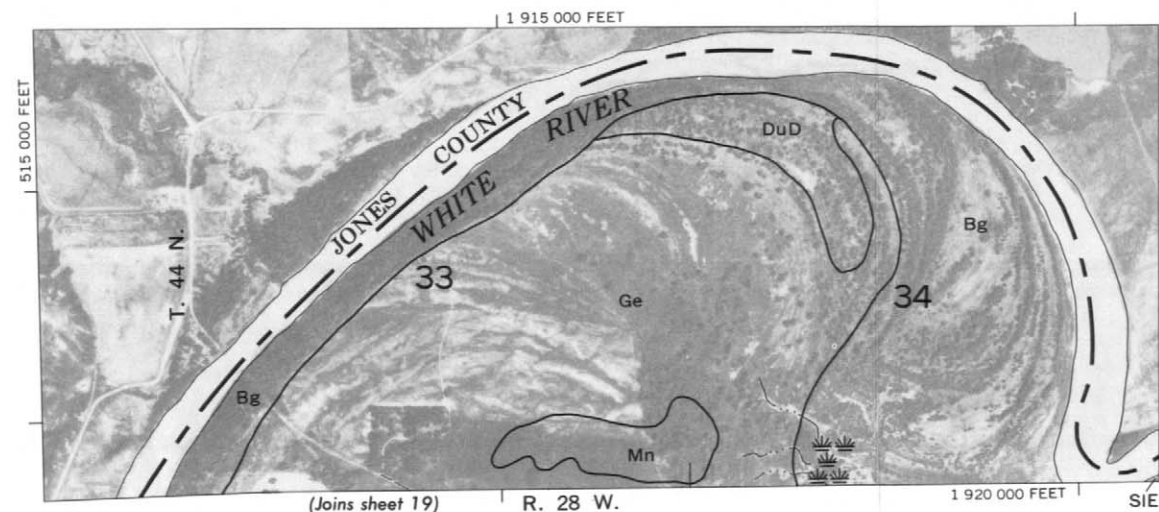 1 915 000 FEET
515 000 FEET
JONES COUNTY
WHITE RIVER
DuD
T. 44 N.
Bg
33
34
Ge
Bg
Mn
(Joins sheet 19)
R. 28 W.
1 920 000 FEET
SIE